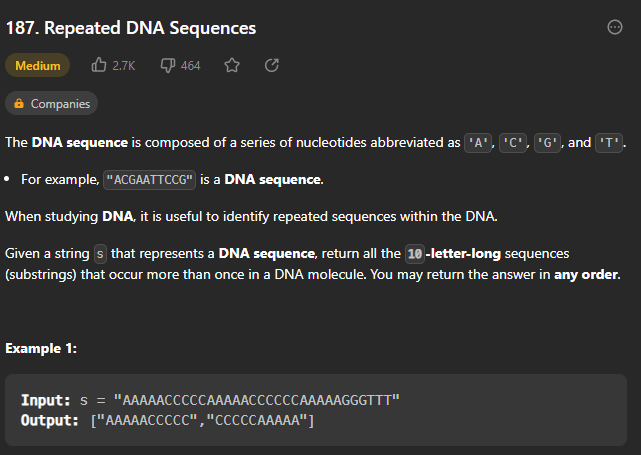 187. Repeated DNA Sequences
Medium 2.7K 464
Companies
The DNA sequence is composed of a series of nucleotides abbreviated as 'A', 'C', 'G', and 'T'.
• For example, "ACGAATTCCG" is a DNA sequence.
When studying DNA, it is useful to identify repeated sequences within the DNA.
Given a string s that represents a DNA sequence, return all the 10-letter-long sequences
(substrings) that occur more than once in a DNA molecule. You may return the answer in any order.
Example 1:
Input: s = "AAAAACCCCCAAAAACCCCCCAAAAAGGGTTT"
Output: ["AAAAACCCCC","CCCCCAAAAA"]